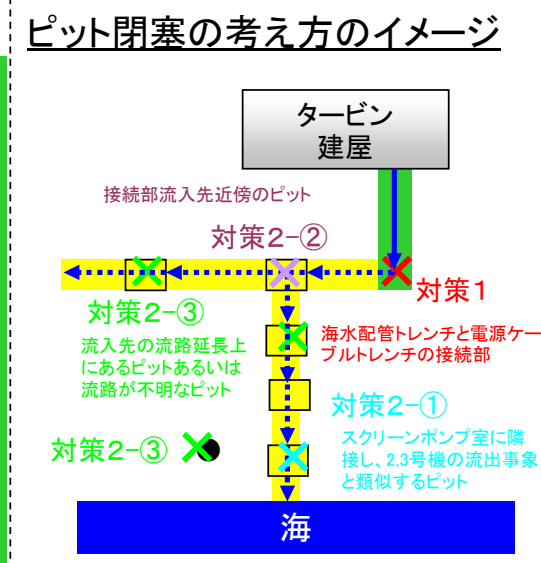 ピット閉塞の考え方のイメージ
タービン
建屋
接続部流入先近傍のピット
対策2-②
対策1
対策2-③
海水配管トレンチと電源ケー
ブルトレンチの接続部
流入先の流路延長上
にあるピットあるいは
流路が不明なピット
対策2-①
スクリーンポンプ室に隣
接し、2,3号機の流出事象
と類似するピット
対策2-③
海